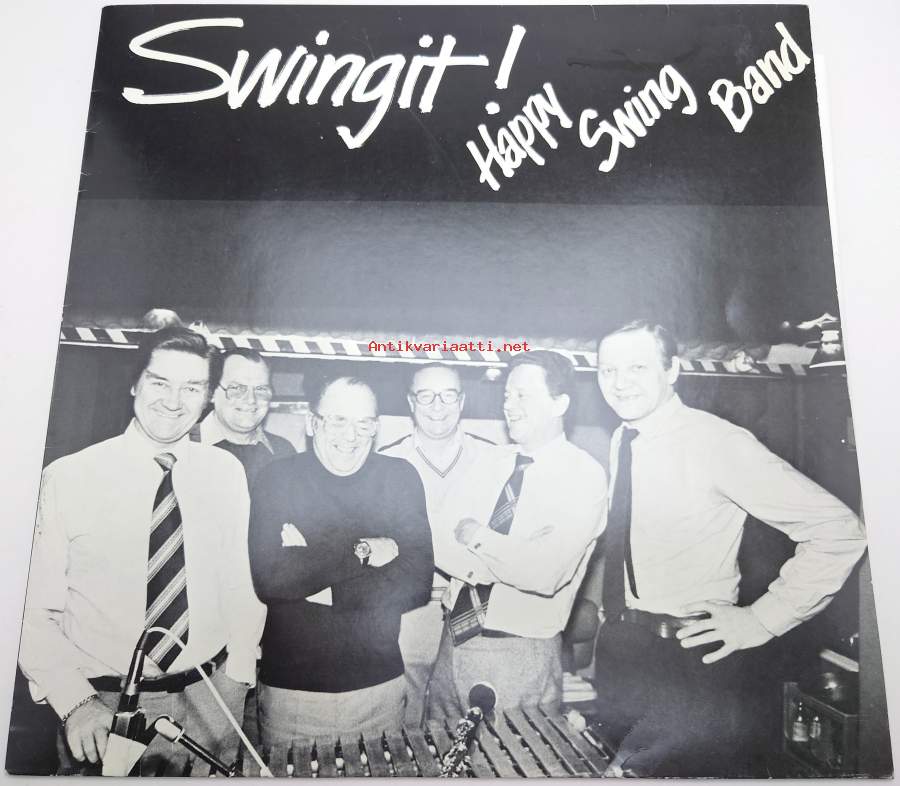 Swingit!
Happy Swing Band
Antikvariaatti.net